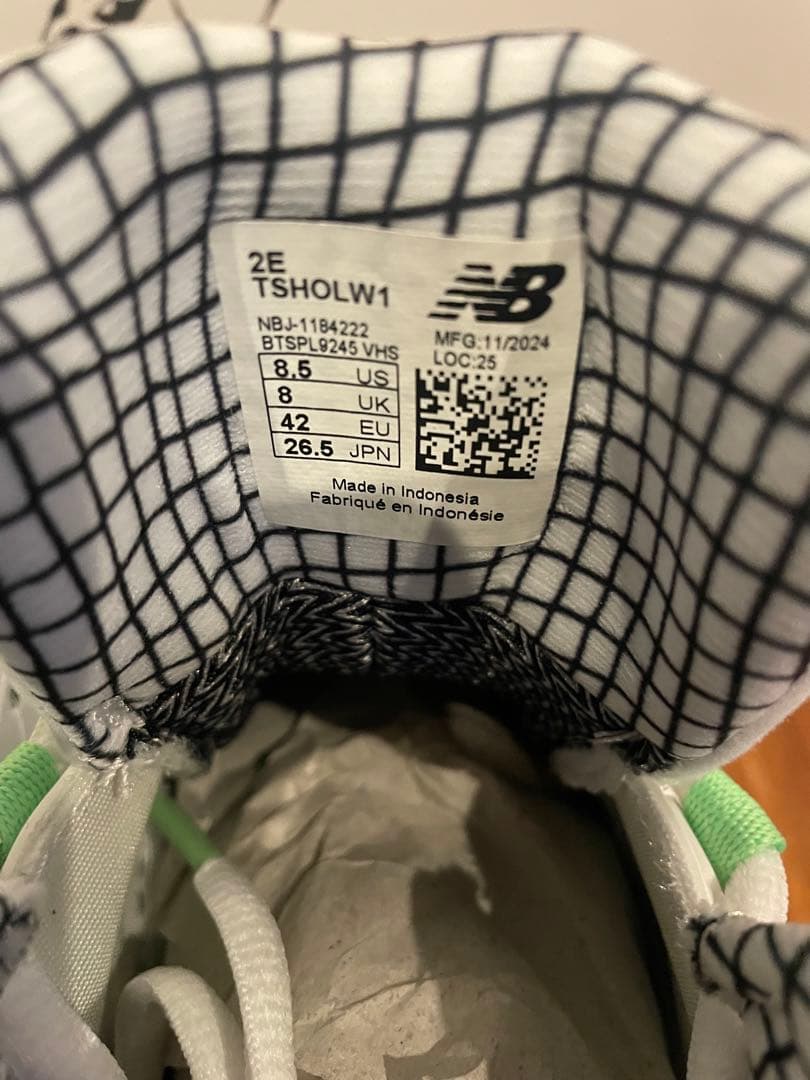 2E
TSHOLW1
NB
NBJ-1184222
BTSPL9245 VHS
MFG:11/2024
LOC:25
8.5 US
8 UK
42 EU
26.5 JPN
Made in Indonesia
Fabriqué en Indonésie